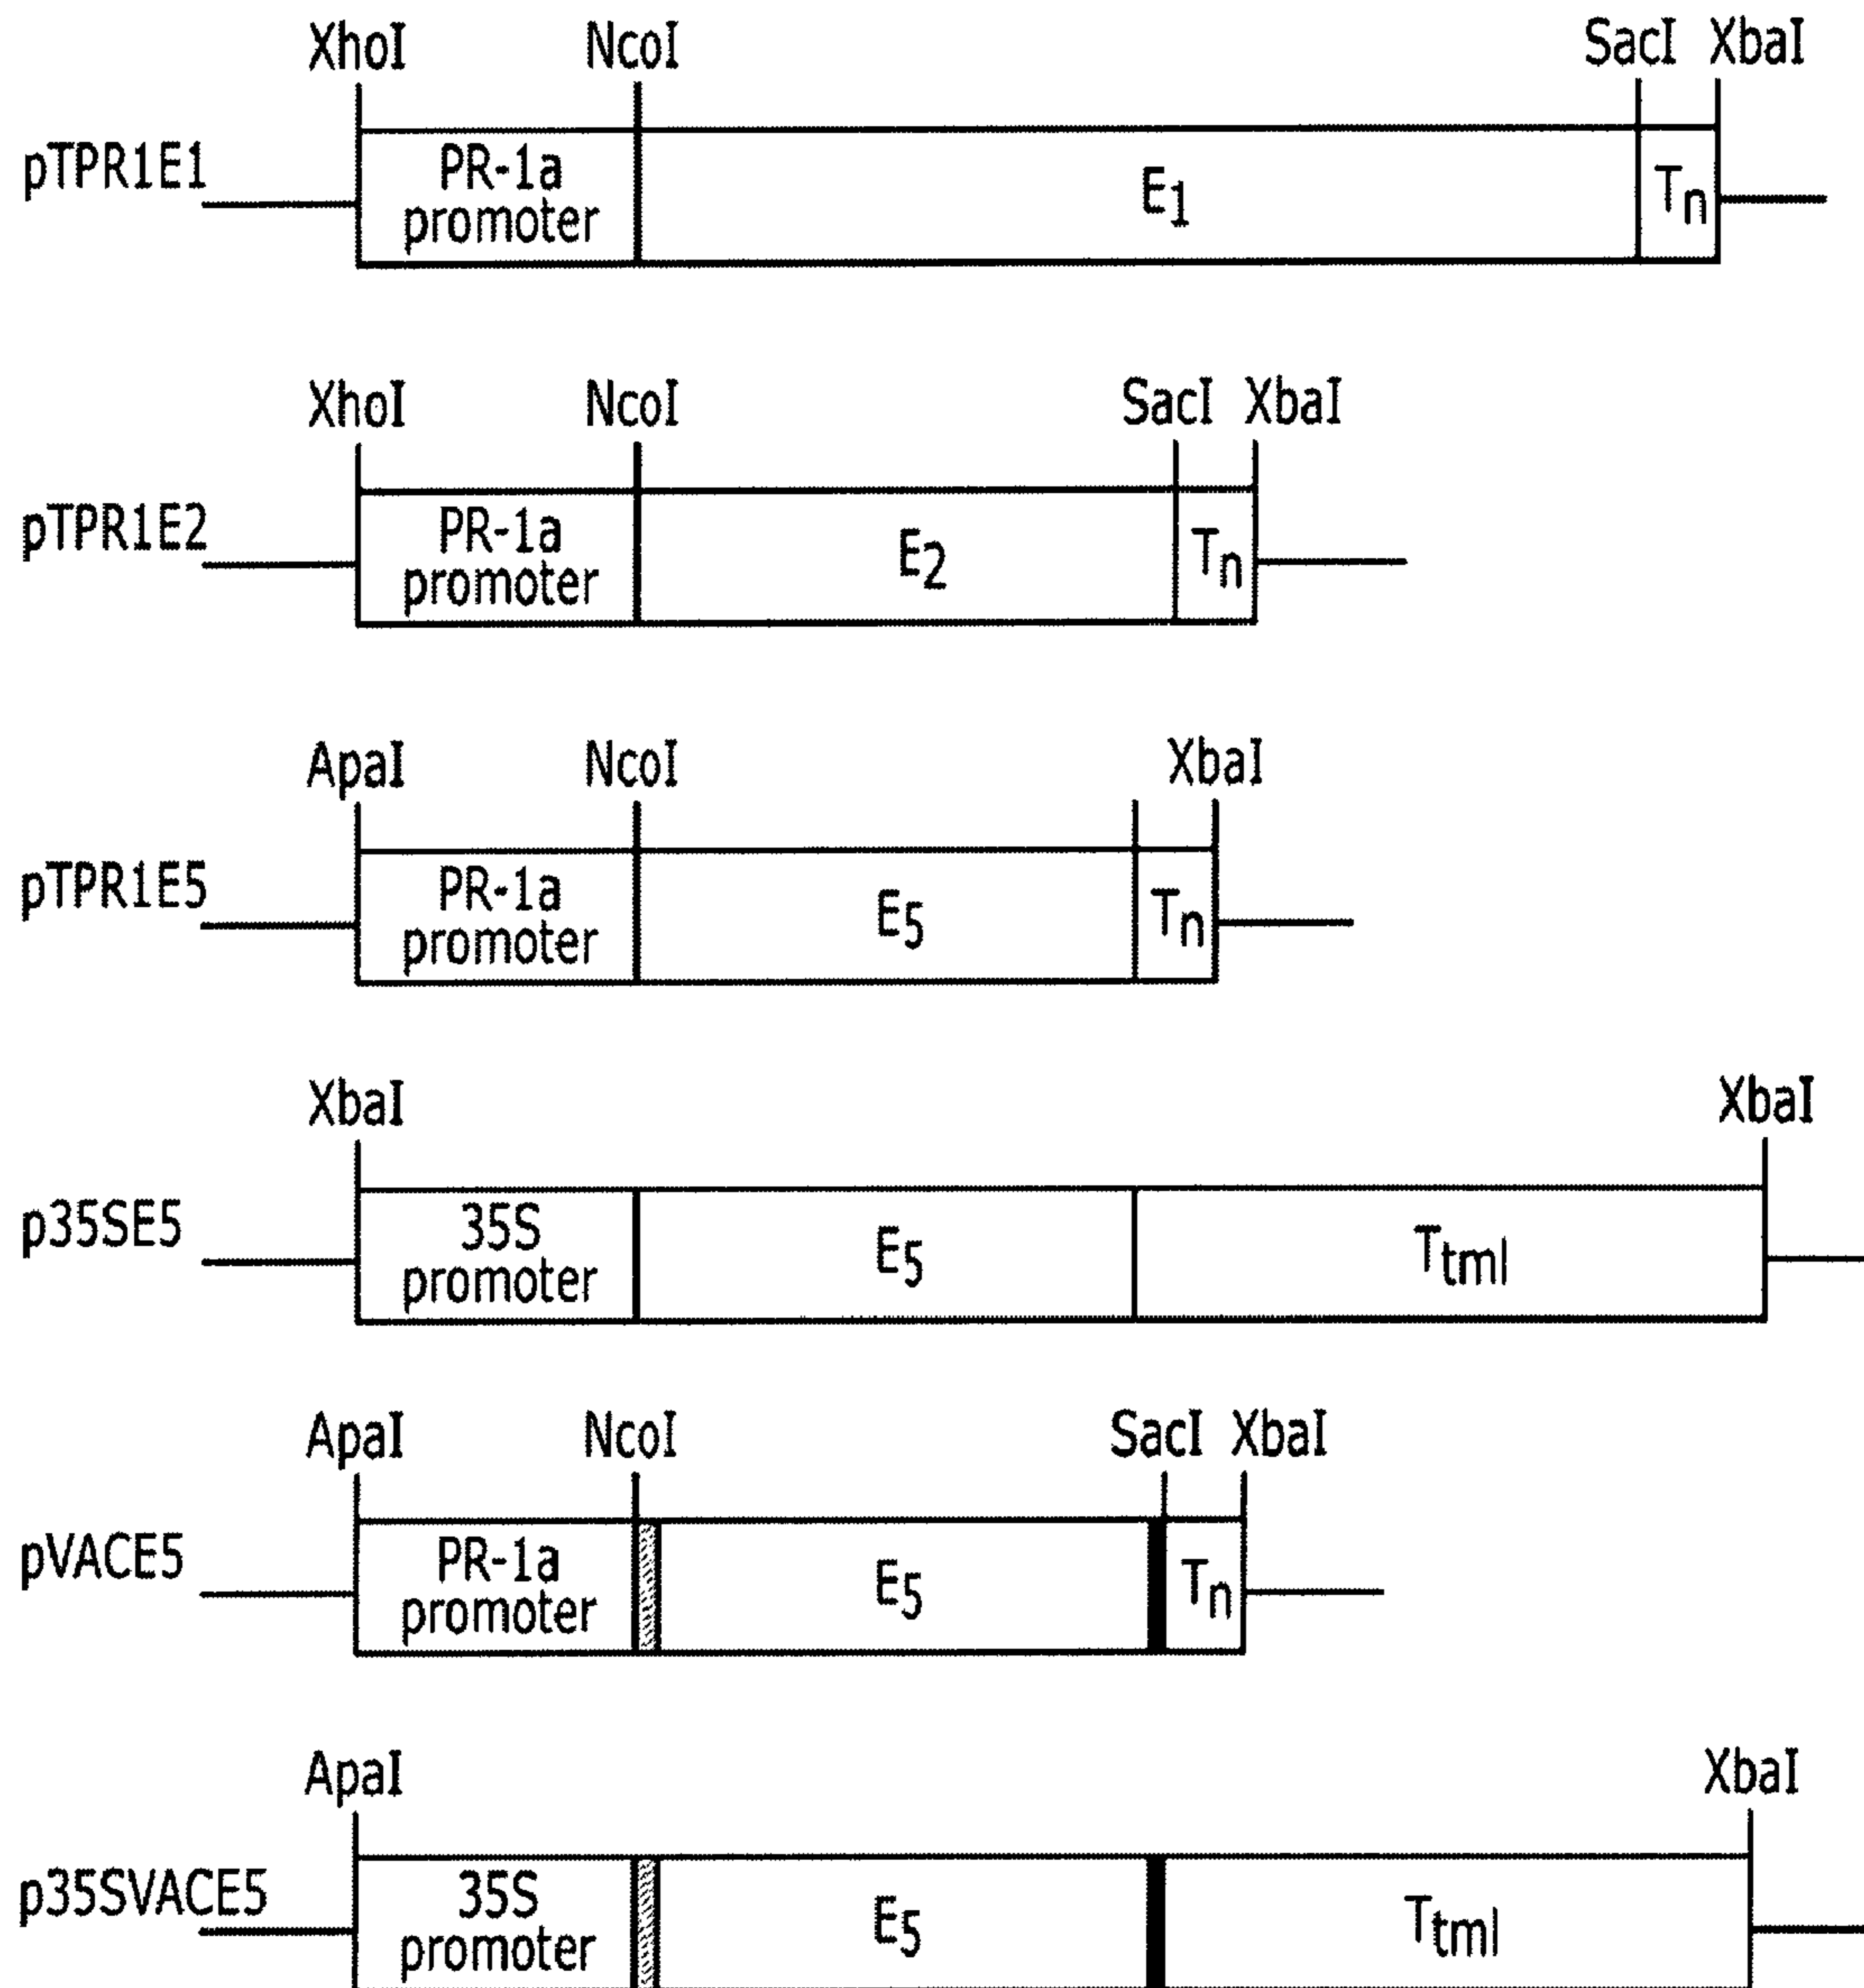 XhoI NcoI SacI XbaI
pTPR1E1
PR-1a
promoter
E1
Tn
XhoI NcoI SacI XbaI
pTPR1E2
PR-1a
promoter
E2
Tn
ApaI NcoI XbaI
pTPR1E5
PR-1a
promoter
E5
Tn
XbaI XbaI
p35SE5
35S
promoter
E5
Ttml
ApaI NcoI SacI XbaI
pVACE5
PR-1a
promoter
E5
Tn
ApaI XbaI
p35SVACE5
35S
promoter
E5
Ttml